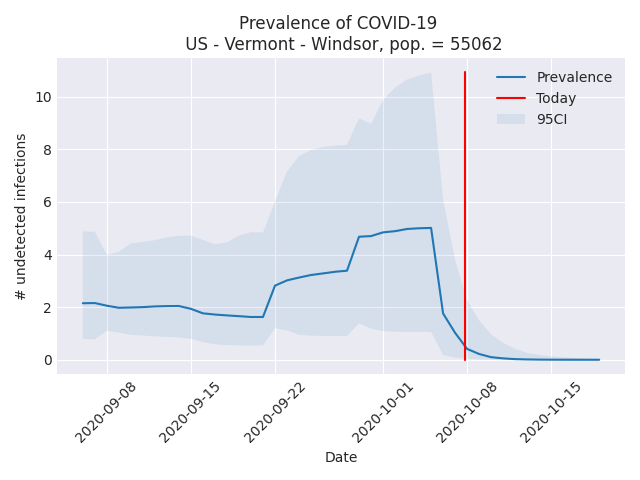 Prevalence of COVID-19
US - Vermont - Windsor, pop. = 55062
Prevalence
Today
95CI
# undetected infections
10
8
6
4
2
0
2020-09-08
2020-09-15
2020-09-22
2020-10-01
2020-10-08
2020-10-15
Date